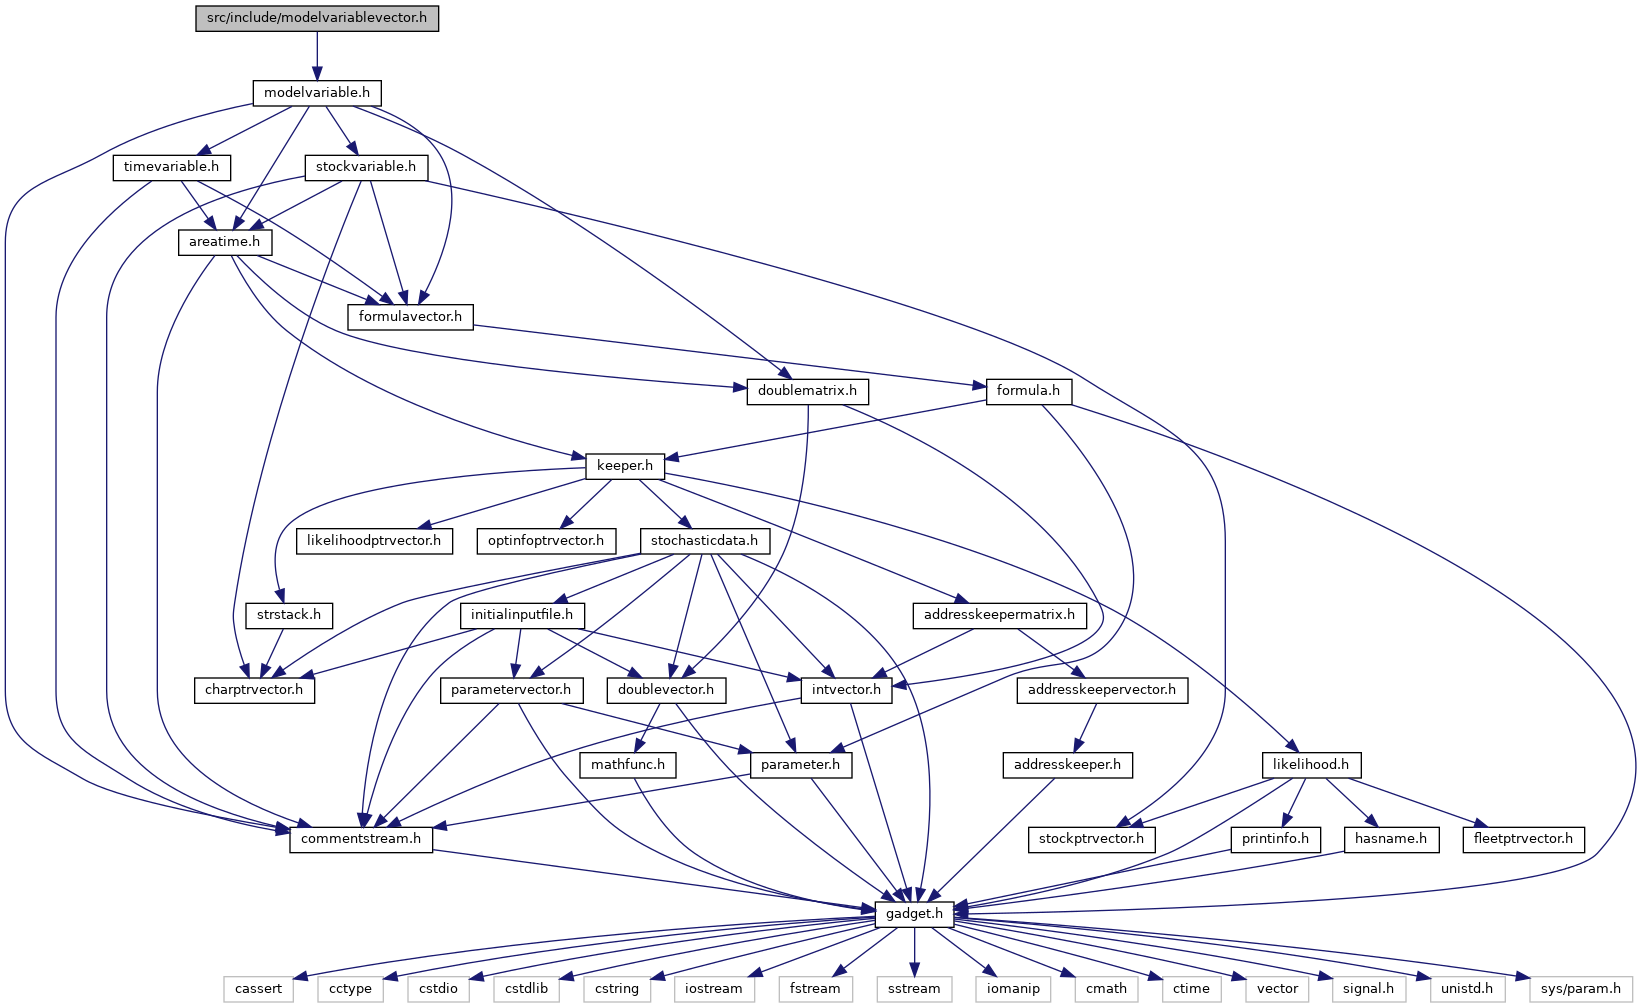 src/include/modelvariablevector.h
modelvariable.h
timevariable.h
stockvariable.h
areatime.h
formulavector.h
doublematrix.h
formula.h
keeper.h
likelihoodptrvector.h
optinfoptrvector.h
stochasticdata.h
strstack.h
initialinputfile.h
addresskeepermatrix.h
charptrvector.h
parametervector.h
doublevector.h
intvector.h
addresskeepervector.h
mathfunc.h
parameter.h
addresskeeper.h
likelihood.h
commentstream.h
stockptrvector.h
printinfo.h
hasname.h
fleetptrvector.h
gadget.h
cassert
cctype
cstdio
cstdlib
cstring
iostream
fstream
sstream
iomanip
cmath
ctime
vector
signal.h
unistd.h
sys/param.h